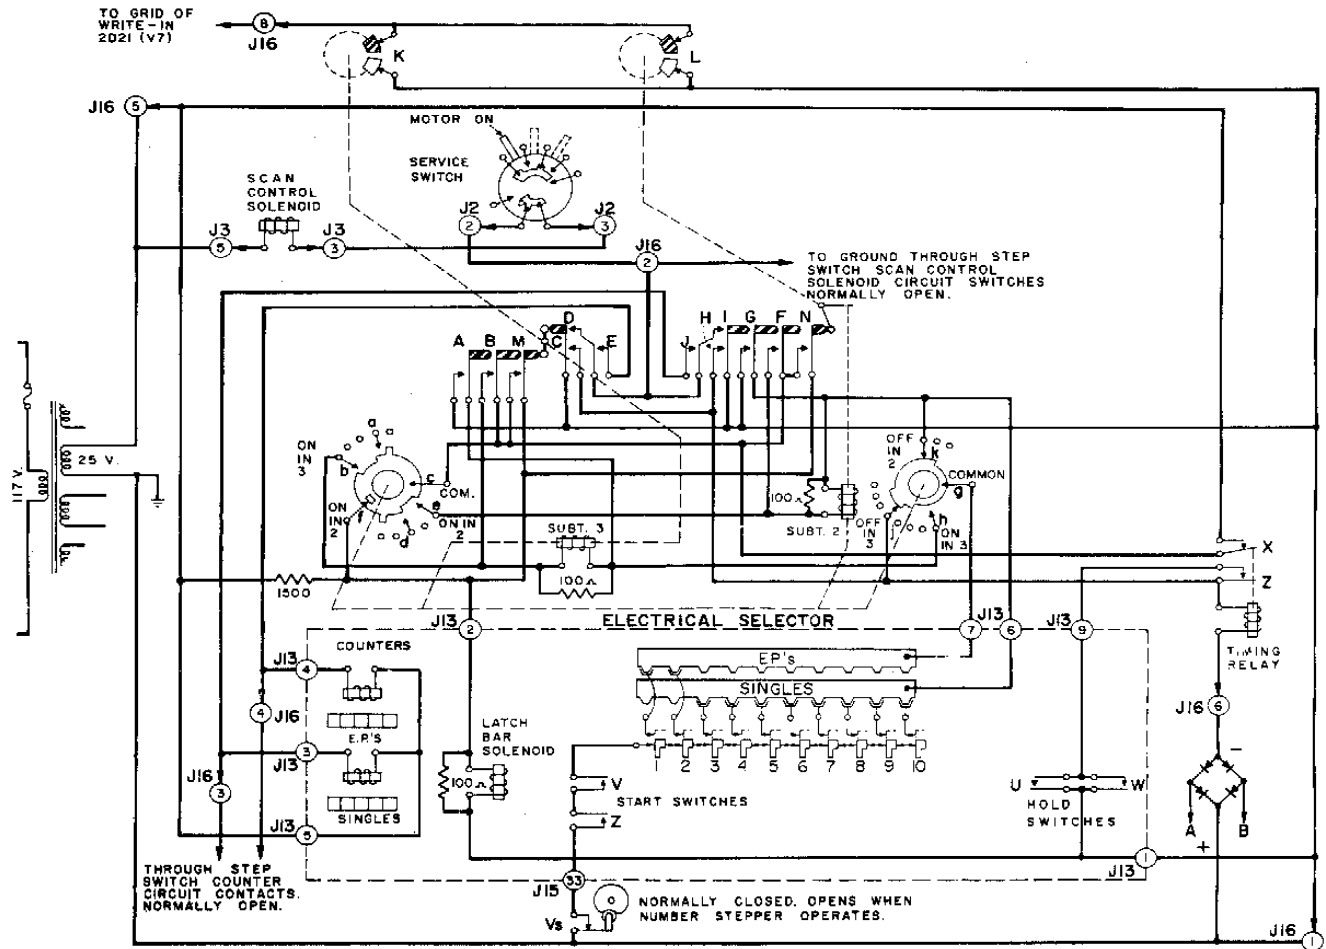 TO GRID OF
WRITE-IN
2D21 (V7)
8
J16
K
L
J16 5
MOTOR ON
SERVICE
SWITCH
SCAN
CONTROL
SOLENOID
J2
2
J2
3
J3
5
J3
3
J16
2
TO GROUND THROUGH STEP
SWITCH SCAN CONTROL
SOLENOID CIRCUIT SWITCHES
NORMALLY OPEN.
D
H I G F N
A B M C E J
117 V.
25 V.
ON
IN
3
a
b
c
COM.
e
ON IN
2
ON
IN 2
d
OFF
IN
2
k
COMMON
g
h
ON
IN 3
OFF
IN
3
j
100Ω
SUBT. 2
SUBT. 3
100Ω
1500
X
Z
TIMING
RELAY
J13
2
ELECTRICAL SELECTOR
7
J13
6
J13
9
COUNTERS
J13
4
4
J16
E.P.'S
3
J13
J16
3
SINGLES
J13
5
LATCH
BAR
SOLENOID
100Ω
EP's
SINGLES
1 2 3 4 5 6 7 8 9 10
V
START SWITCHES
Z
U W
HOLD
SWITCHES
J16
6
−
A B
+
1
J13
THROUGH STEP
SWITCH COUNTER
CIRCUIT CONTACTS.
NORMALLY OPEN.
J15
33
NORMALLY CLOSED. OPENS WHEN
NUMBER STEPPER OPERATES.
Vs
J16
1